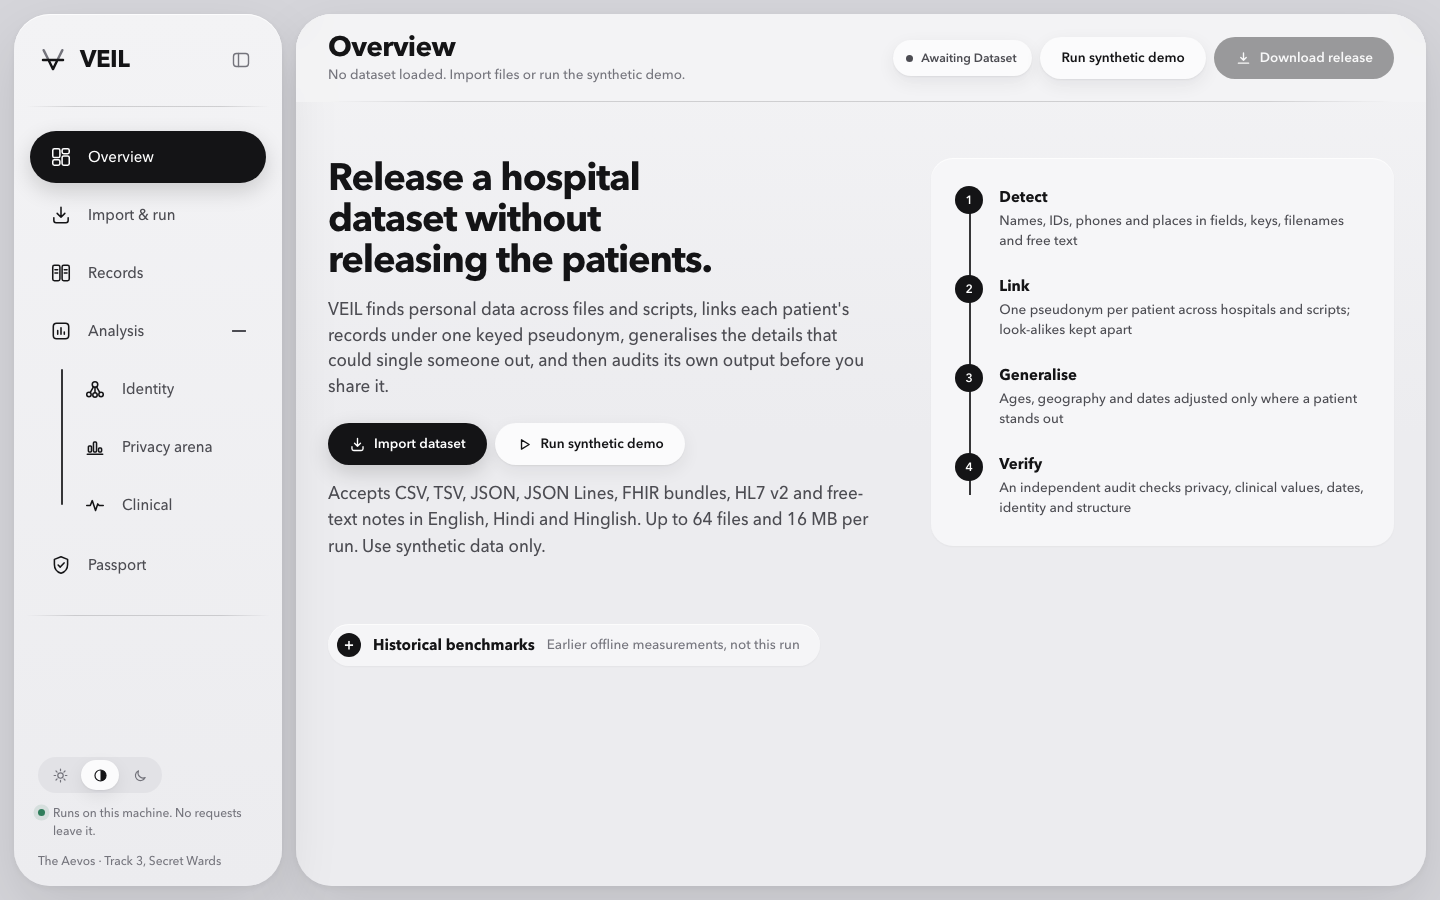 VEIL
Overview
Import & run
Records
Analysis
Identity
Privacy arena
Clinical
Passport
Runs on this machine. No requests
leave it.
The Aevos · Track 3, Secret Wards
Overview
No dataset loaded. Import files or run the synthetic demo.
Awaiting Dataset
Run synthetic demo
Download release
Release a hospital
dataset without
releasing the patients.
VEIL finds personal data across files and scripts, links each patient's
records under one keyed pseudonym, generalises the details that
could single someone out, and then audits its own output before you
share it.
Import dataset
Run synthetic demo
Accepts CSV, TSV, JSON, JSON Lines, FHIR bundles, HL7 v2 and free-
text notes in English, Hindi and Hinglish. Up to 64 files and 16 MB per
run. Use synthetic data only.
Historical benchmarks Earlier offline measurements, not this run
1 Detect
Names, IDs, phones and places in fields, keys, filenames
and free text
2 Link
One pseudonym per patient across hospitals and scripts;
look-alikes kept apart
3 Generalise
Ages, geography and dates adjusted only where a patient
stands out
4 Verify
An independent audit checks privacy, clinical values, dates,
identity and structure